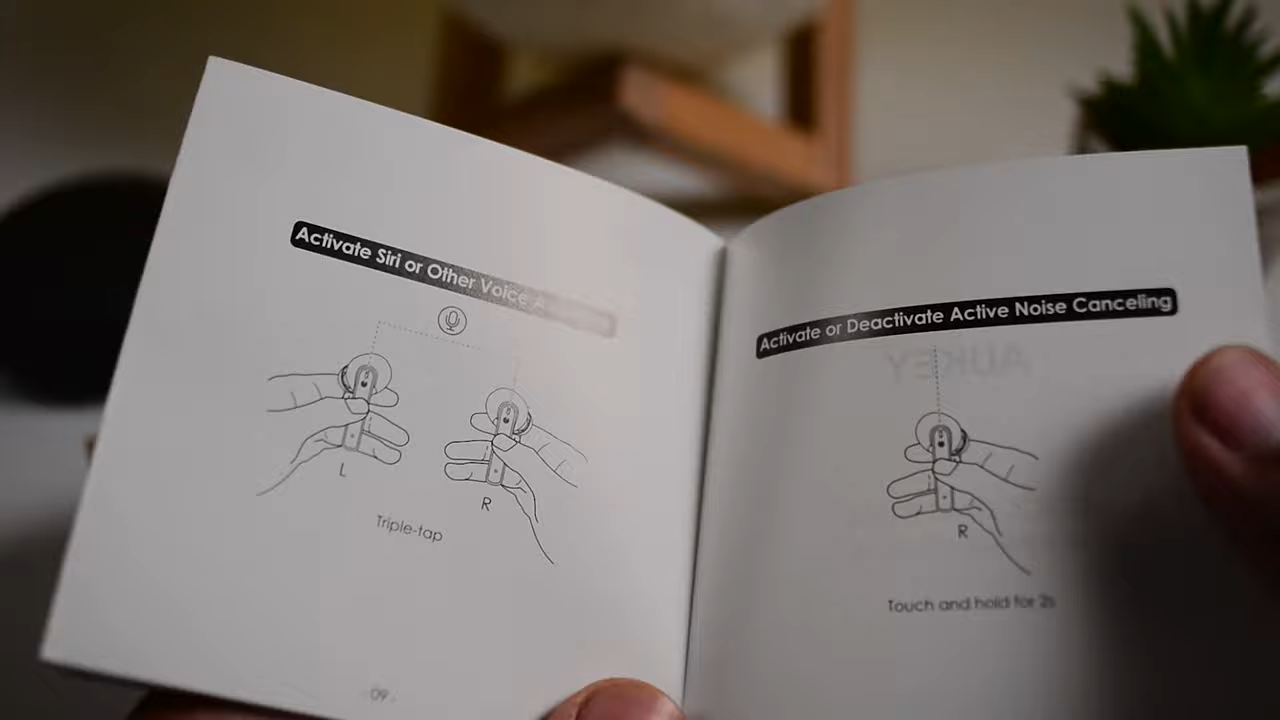 Activate Siri or Other Voice
L
R
Triple-tap
09
Activate or Deactivate Active Noise Canceling
AUKEY
R
Touch and hold for 2s